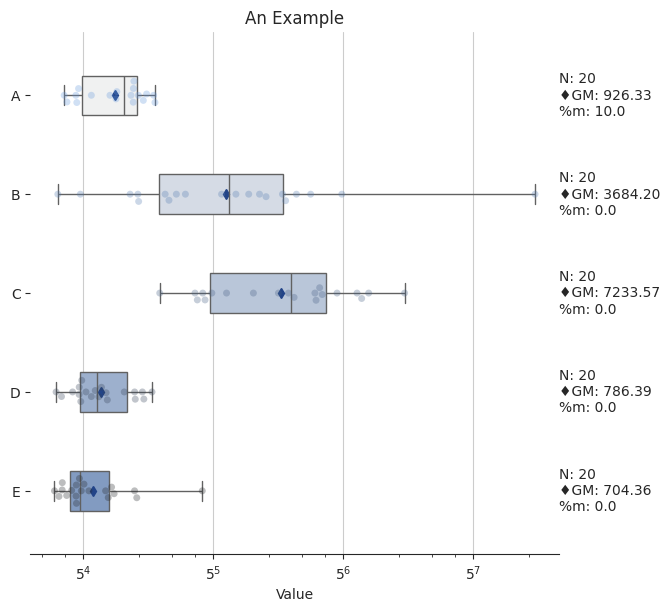 An Example
A
N: 20
♦GM: 926.33
%m: 10.0
B
N: 20
♦GM: 3684.20
%m: 0.0
C
N: 20
♦GM: 7233.57
%m: 0.0
D
N: 20
♦GM: 786.39
%m: 0.0
E
N: 20
♦GM: 704.36
%m: 0.0
5⁴ 5⁵ 5⁶ 5⁷
Value